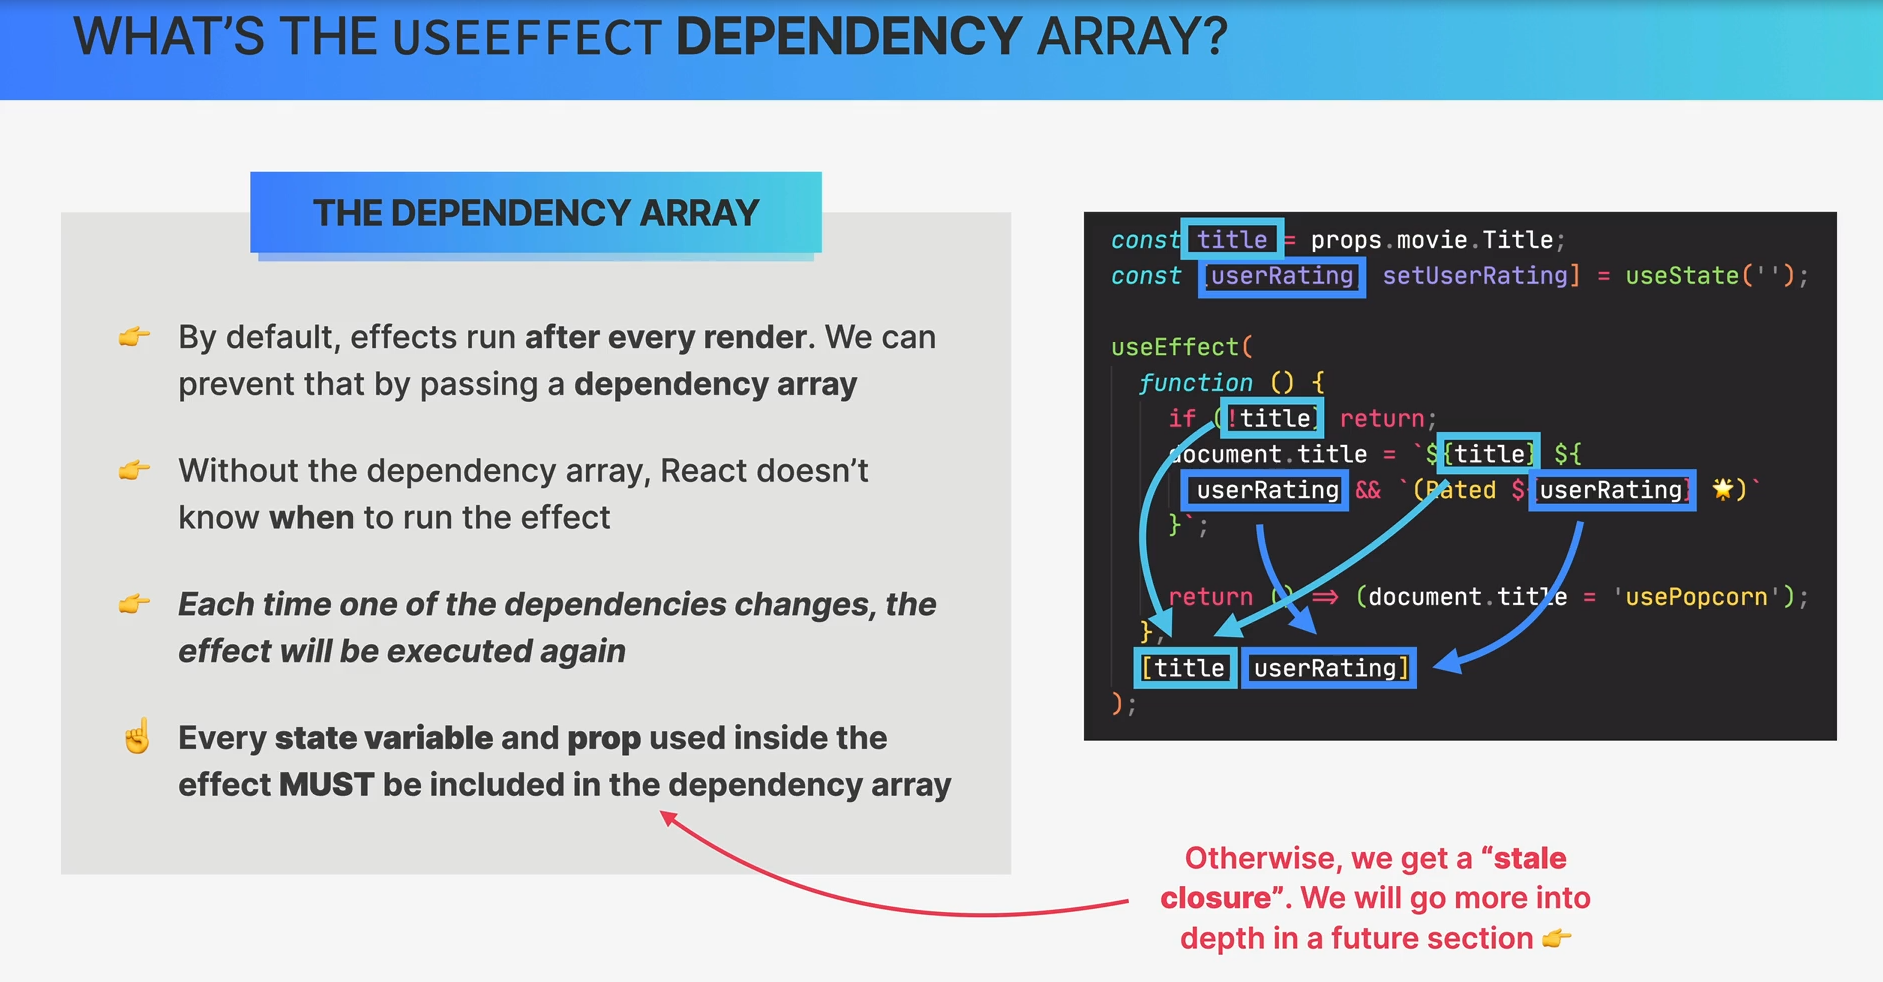 WHAT'S THE USEEFFECT DEPENDENCY ARRAY?
THE DEPENDENCY ARRAY
👉 By default, effects run after every render. We can
prevent that by passing a dependency array
👉 Without the dependency array, React doesn't
know when to run the effect
👉 Each time one of the dependencies changes, the
effect will be executed again
☝️ Every state variable and prop used inside the
effect MUST be included in the dependency array
const title = props.movie.Title;
const [userRating setUserRating] = useState('');
useEffect(
function () {
if (!title) return;
document.title = `${title} ${
userRating && `(Rated ${userRating} 🌟)`
}`;
return () => (document.title = 'usePopcorn');
},
[title userRating]
);
Otherwise, we get a “stale
closure”. We will go more into
depth in a future section 👉